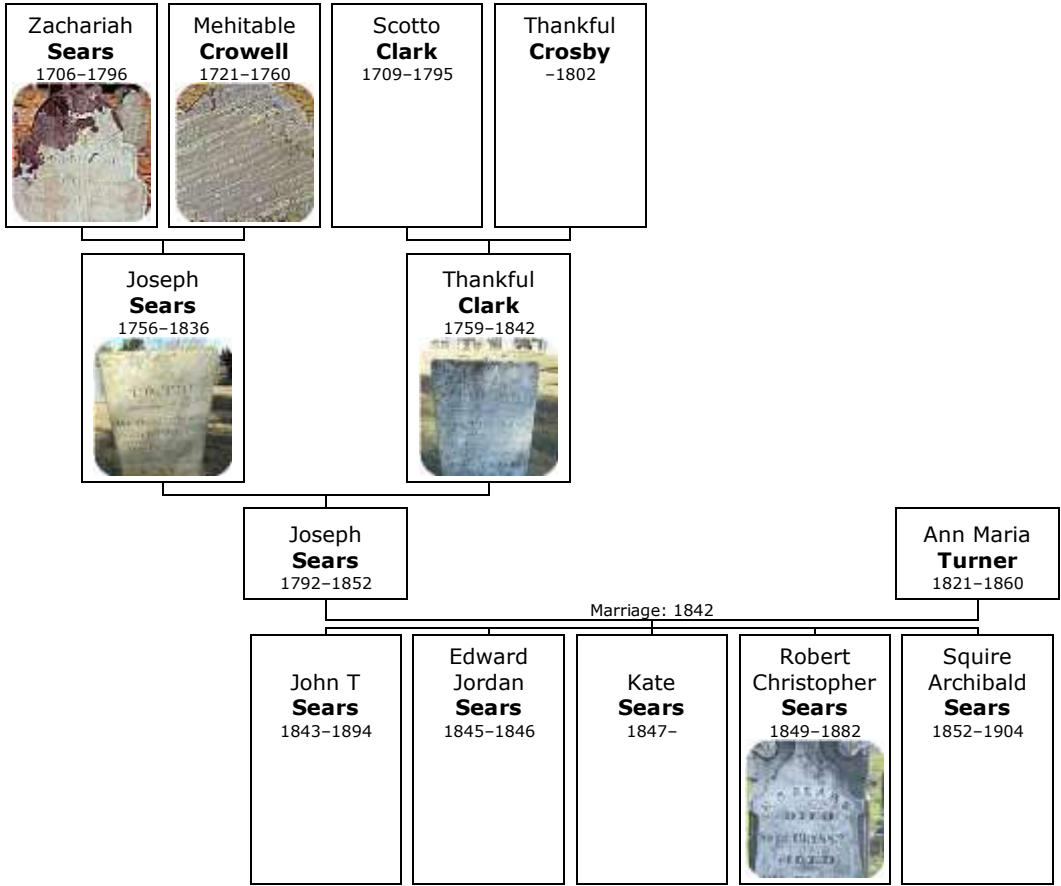 Zachariah
Sears
1706–1796
Mehitable
Crowell
1721–1760
Scotto
Clark
1709–1795
Thankful
Crosby
–1802
Joseph
Sears
1756–1836
Thankful
Clark
1759–1842
Joseph
Sears
1792–1852
Ann Maria
Turner
1821–1860
Marriage: 1842
John T
Sears
1843–1894
Edward
Jordan
Sears
1845–1846
Kate
Sears
1847–
Robert
Christopher
Sears
1849–1882
Squire
Archibald
Sears
1852–1904
SEARS
DIED